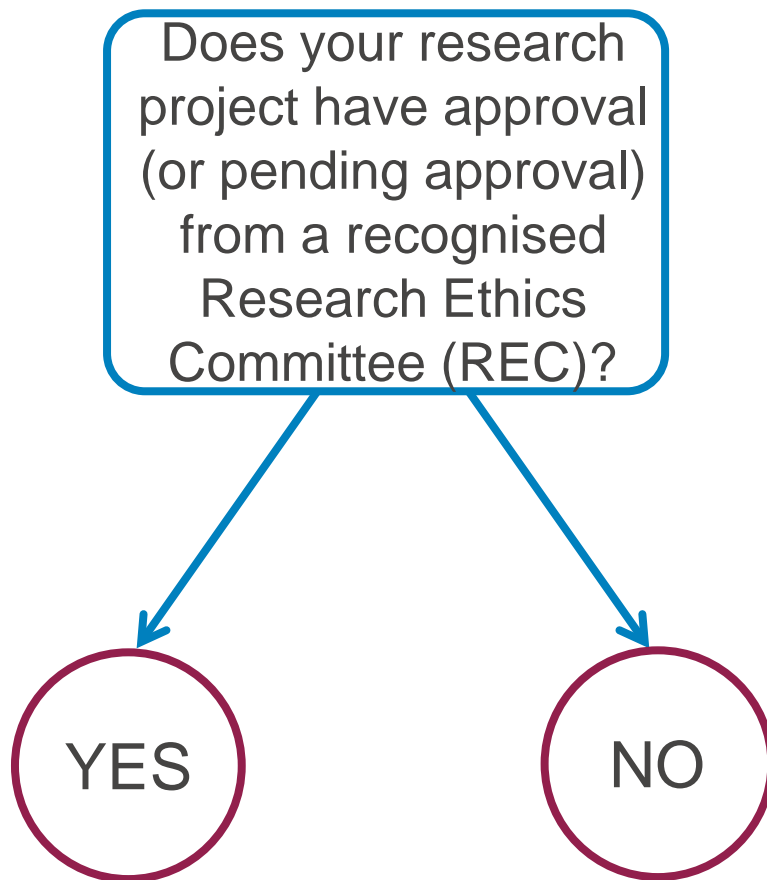 Does your research
project have approval
(or pending approval)
from a recognised
Research Ethics
Committee (REC)?
YES
NO